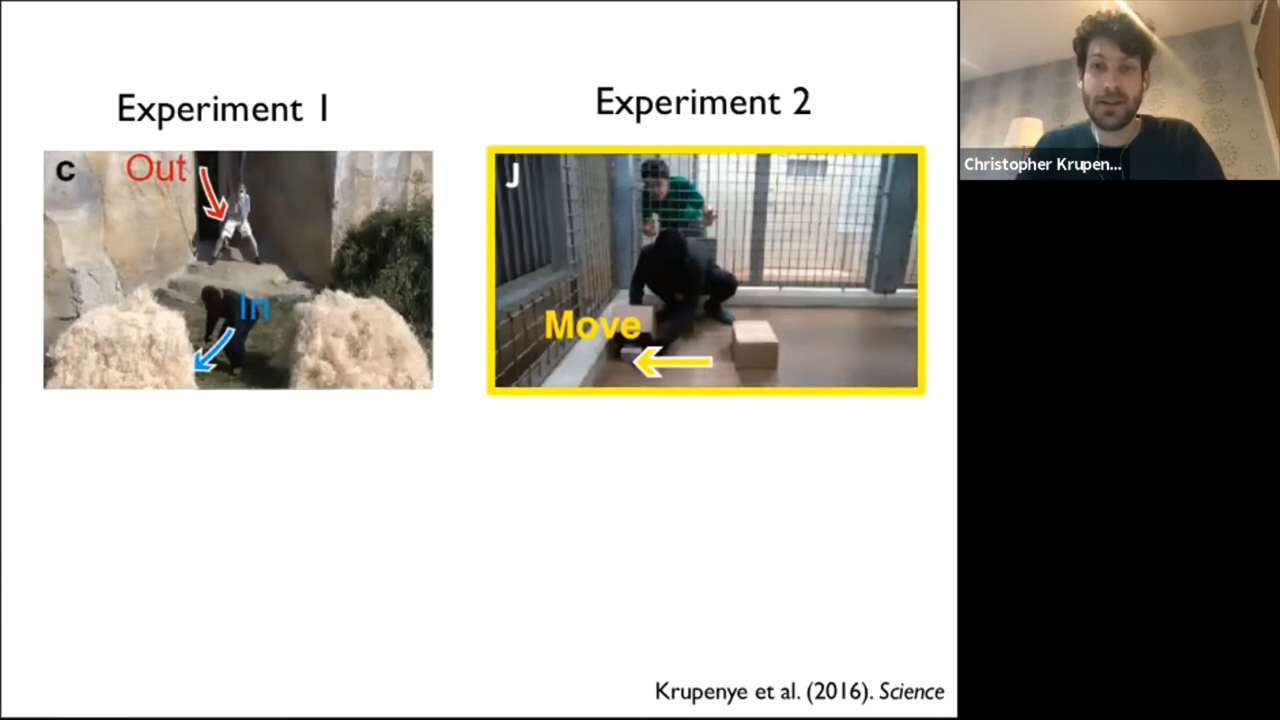 Experiment 1
Experiment 2
C
Out
In
J
Move
Christopher Krupen...
Krupenye et al. (2016). Science